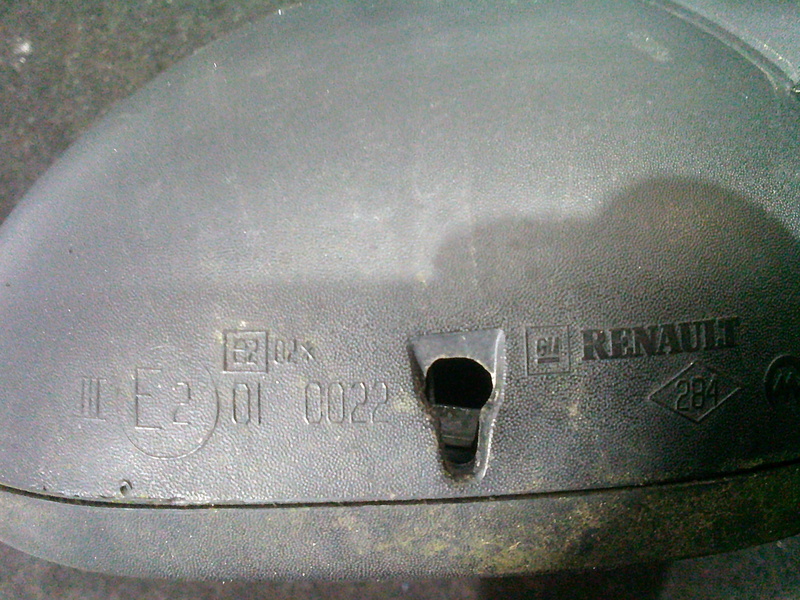 E2 02*
GM RENAULT
III E2 01 0022
284